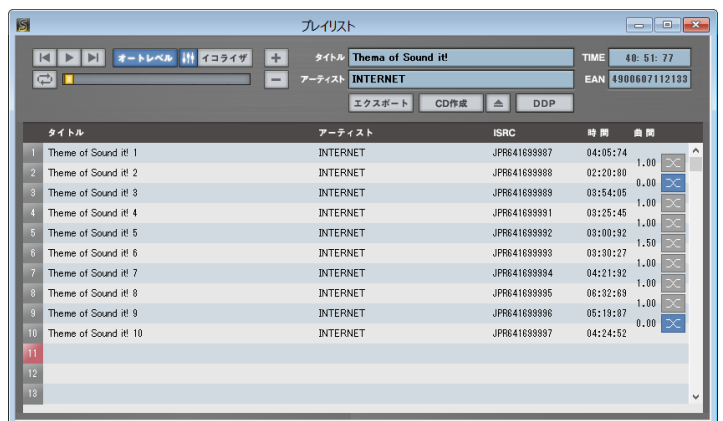 プレイリスト
オートレベル イコライザ + タイトル Thema of Sound it! TIME 40: 51: 77
− アーティスト INTERNET EAN 4900607112133
エクスポート CD作成 DDP
タイトル アーティスト ISRC 時間 曲間
1 Theme of Sound it! 1 INTERNET JPR641699987 04:05:74
1.00
2 Theme of Sound it! 2 INTERNET JPR641699988 02:20:80
0.00
3 Theme of Sound it! 3 INTERNET JPR641699989 03:54:05
1.00
4 Theme of Sound it! 4 INTERNET JPR641699991 03:25:45
1.00
5 Theme of Sound it! 5 INTERNET JPR641699992 03:00:92
1.50
6 Theme of Sound it! 6 INTERNET JPR641699993 03:30:27
1.00
7 Theme of Sound it! 7 INTERNET JPR641699994 04:21:92
1.00
8 Theme of Sound it! 8 INTERNET JPR641699995 06:32:69
1.00
9 Theme of Sound it! 9 INTERNET JPR641699996 05:19:87
0.00
10 Theme of Sound it! 10 INTERNET JPR641699997 04:24:52
11
12
13